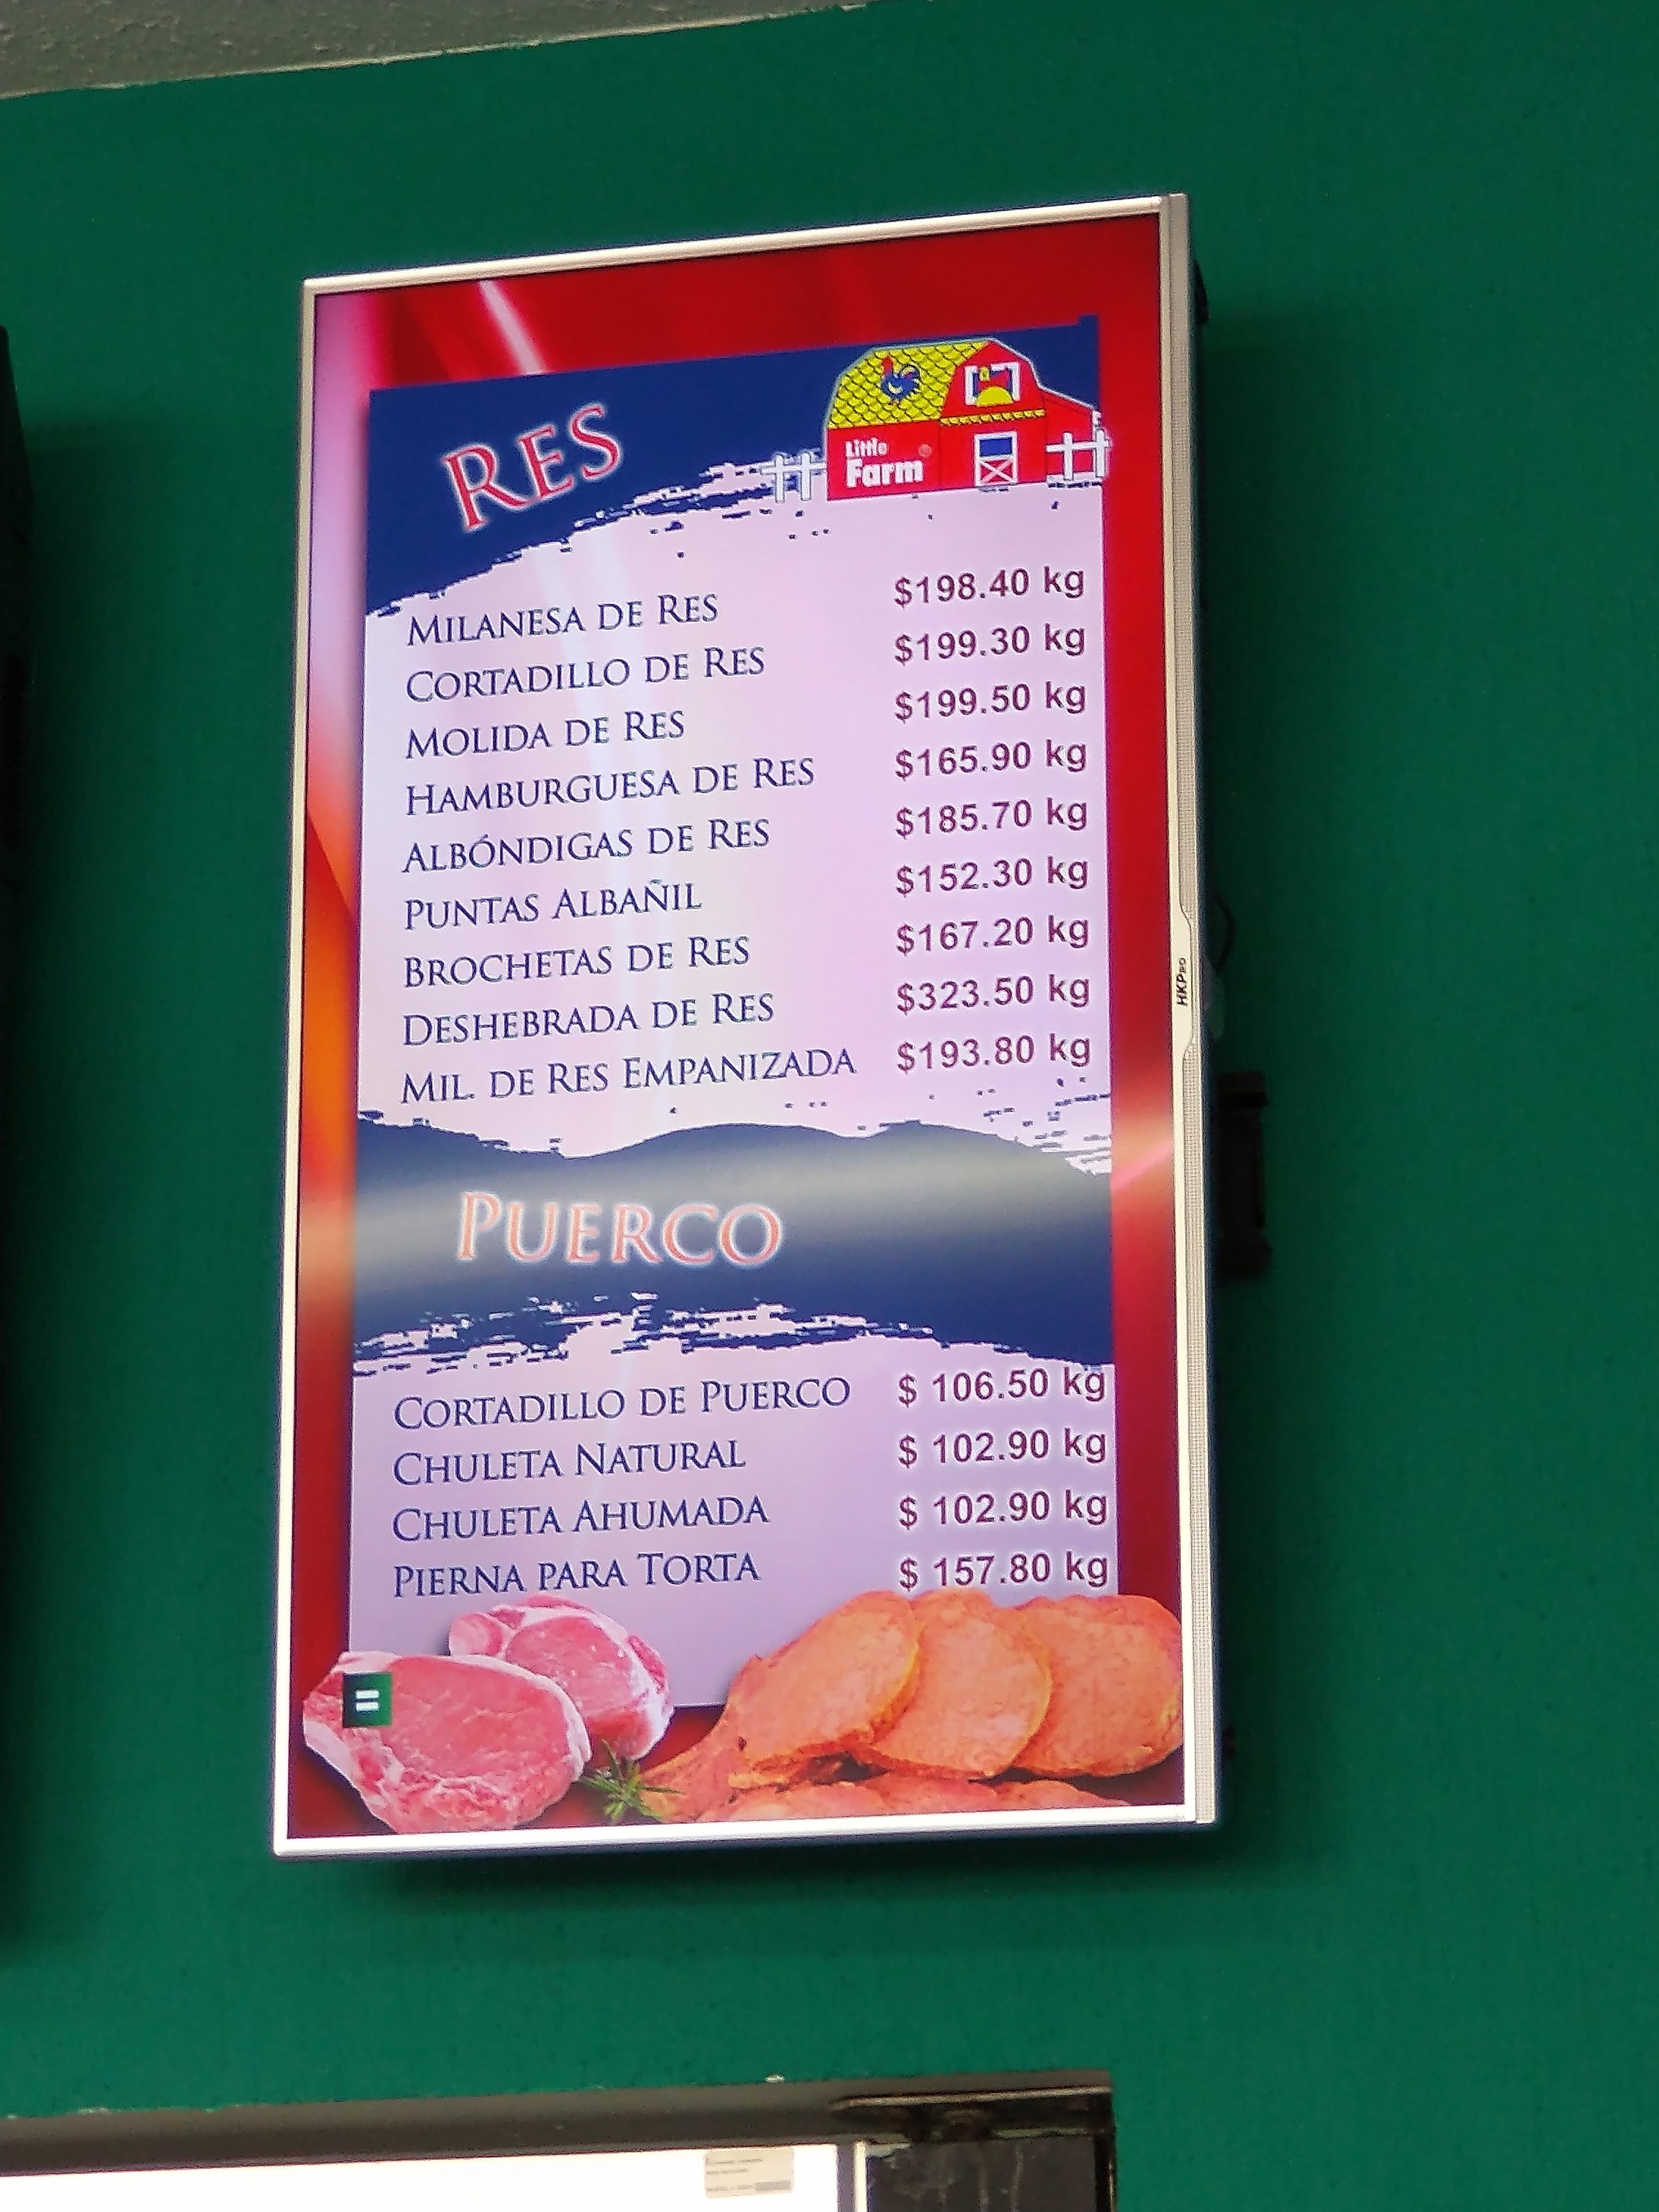 RES
Little
Farm
MILANESA DE RES $198.40 kg
CORTADILLO DE RES $199.30 kg
MOLIDA DE RES $199.50 kg
HAMBURGUESA DE RES $165.90 kg
ALBÓNDIGAS DE RES $185.70 kg
PUNTAS ALBAÑIL $152.30 kg
BROCHETAS DE RES $167.20 kg
DESHEBRADA DE RES $323.50 kg
MIL. DE RES EMPANIZADA $193.80 kg
HKPRO
PUERCO
CORTADILLO DE PUERCO $ 106.50 kg
CHULETA NATURAL $ 102.90 kg
CHULETA AHUMADA $ 102.90 kg
PIERNA PARA TORTA $ 157.80 kg